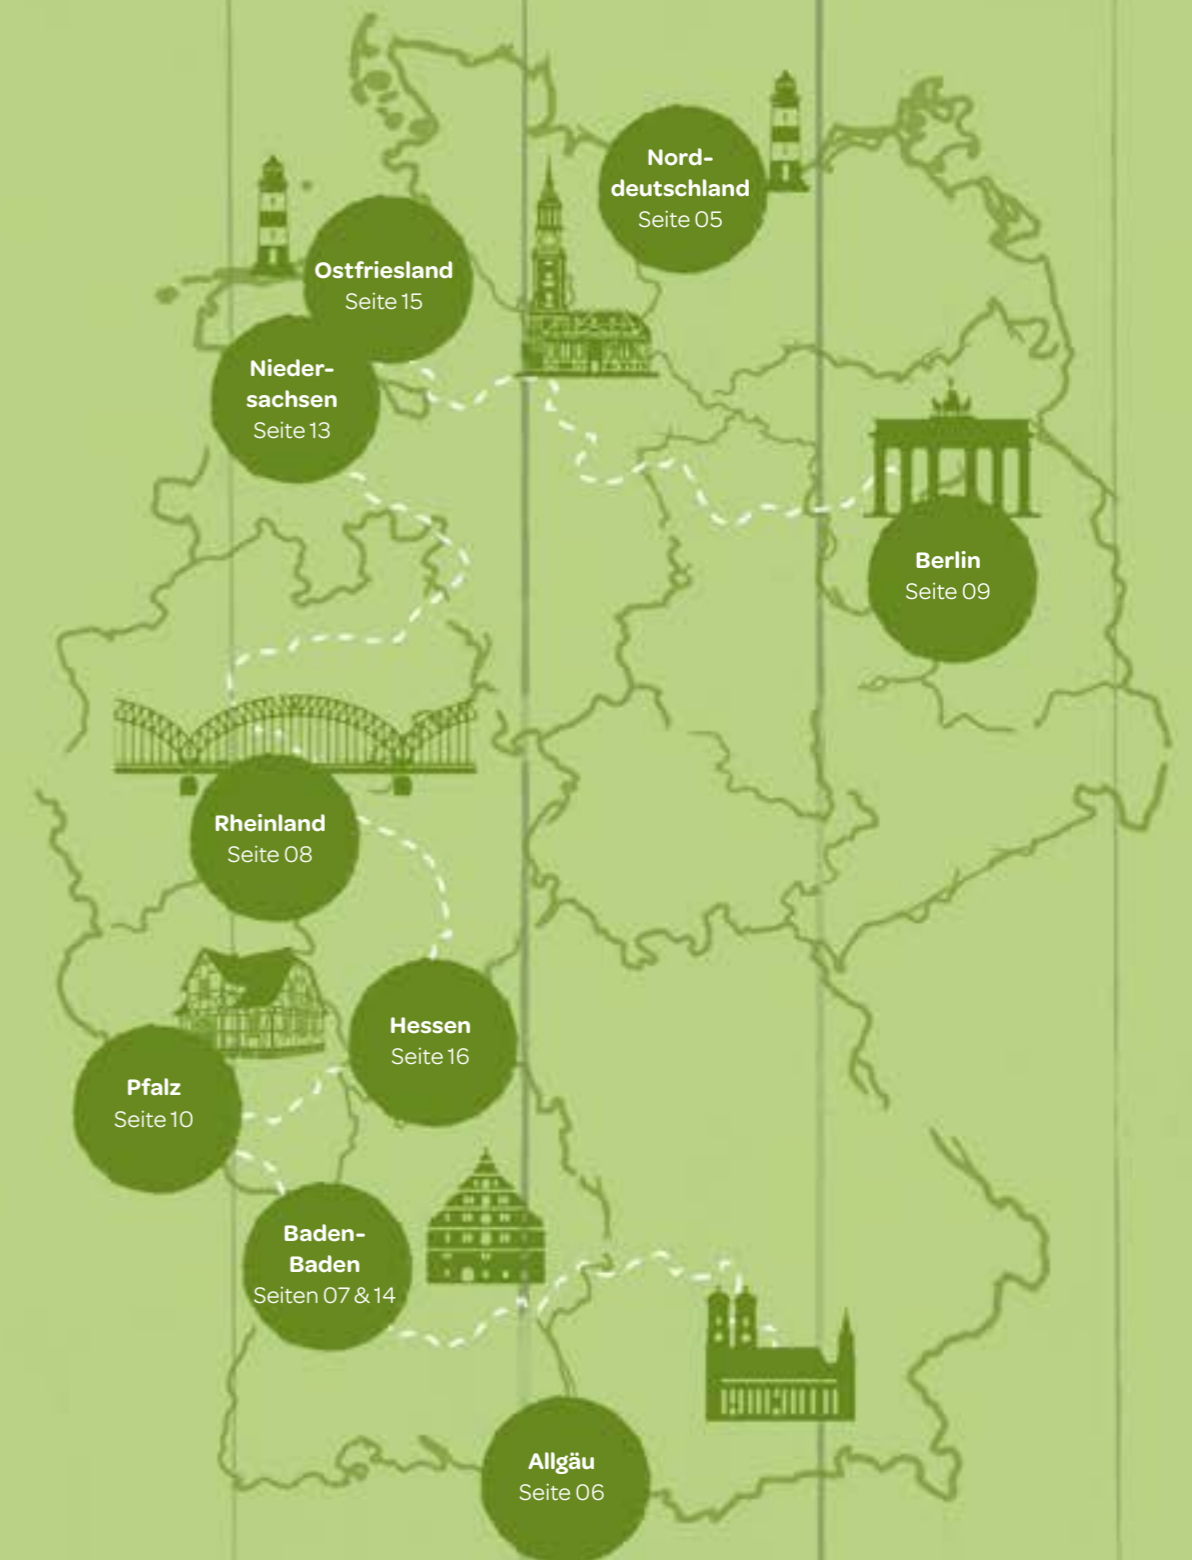 Nord-
deutschland
Seite 05
Ostfriesland
Seite 15
Nieder-
sachsen
Seite 13
Berlin
Seite 09
Rheinland
Seite 08
Hessen
Seite 16
Pfalz
Seite 10
Baden-
Baden
Seiten 07 & 14
Allgäu
Seite 06